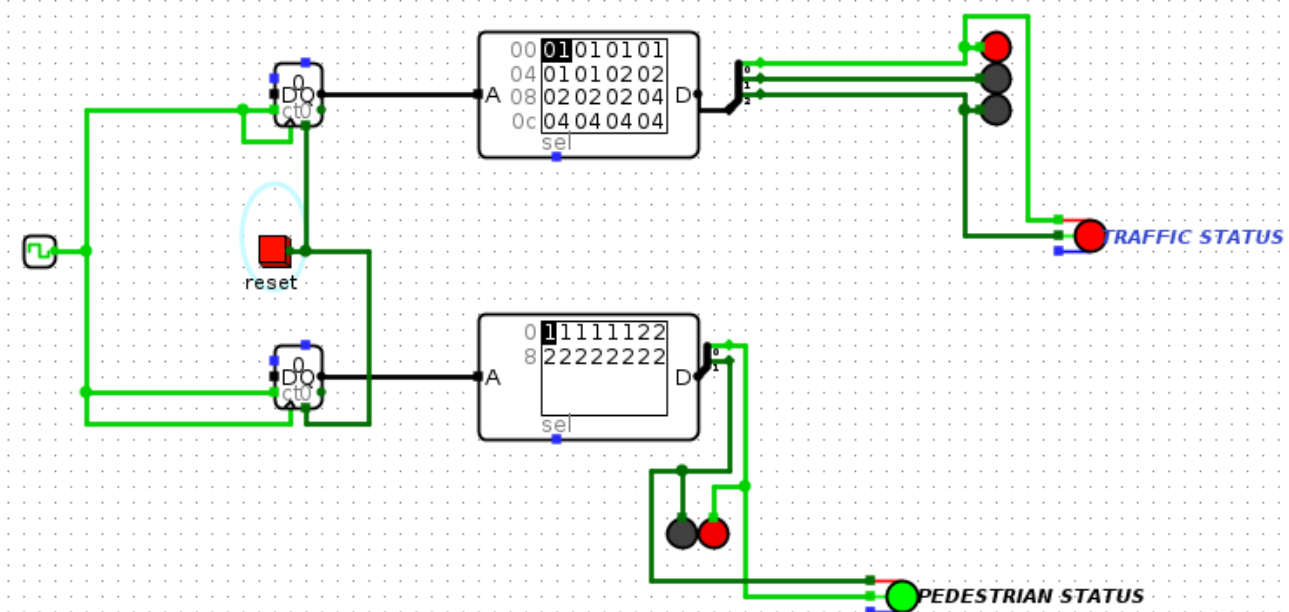 0
D Q
ct0
A
00 01 01 01 01
04 01 01 02 02
08 02 02 02 04
0c 04 04 04 04
sel
D
0
1
2
TRAFFIC STATUS
reset
0
D Q
ct0
A
0 11111122
8 22222222
sel
D
0
1
PEDESTRIAN STATUS